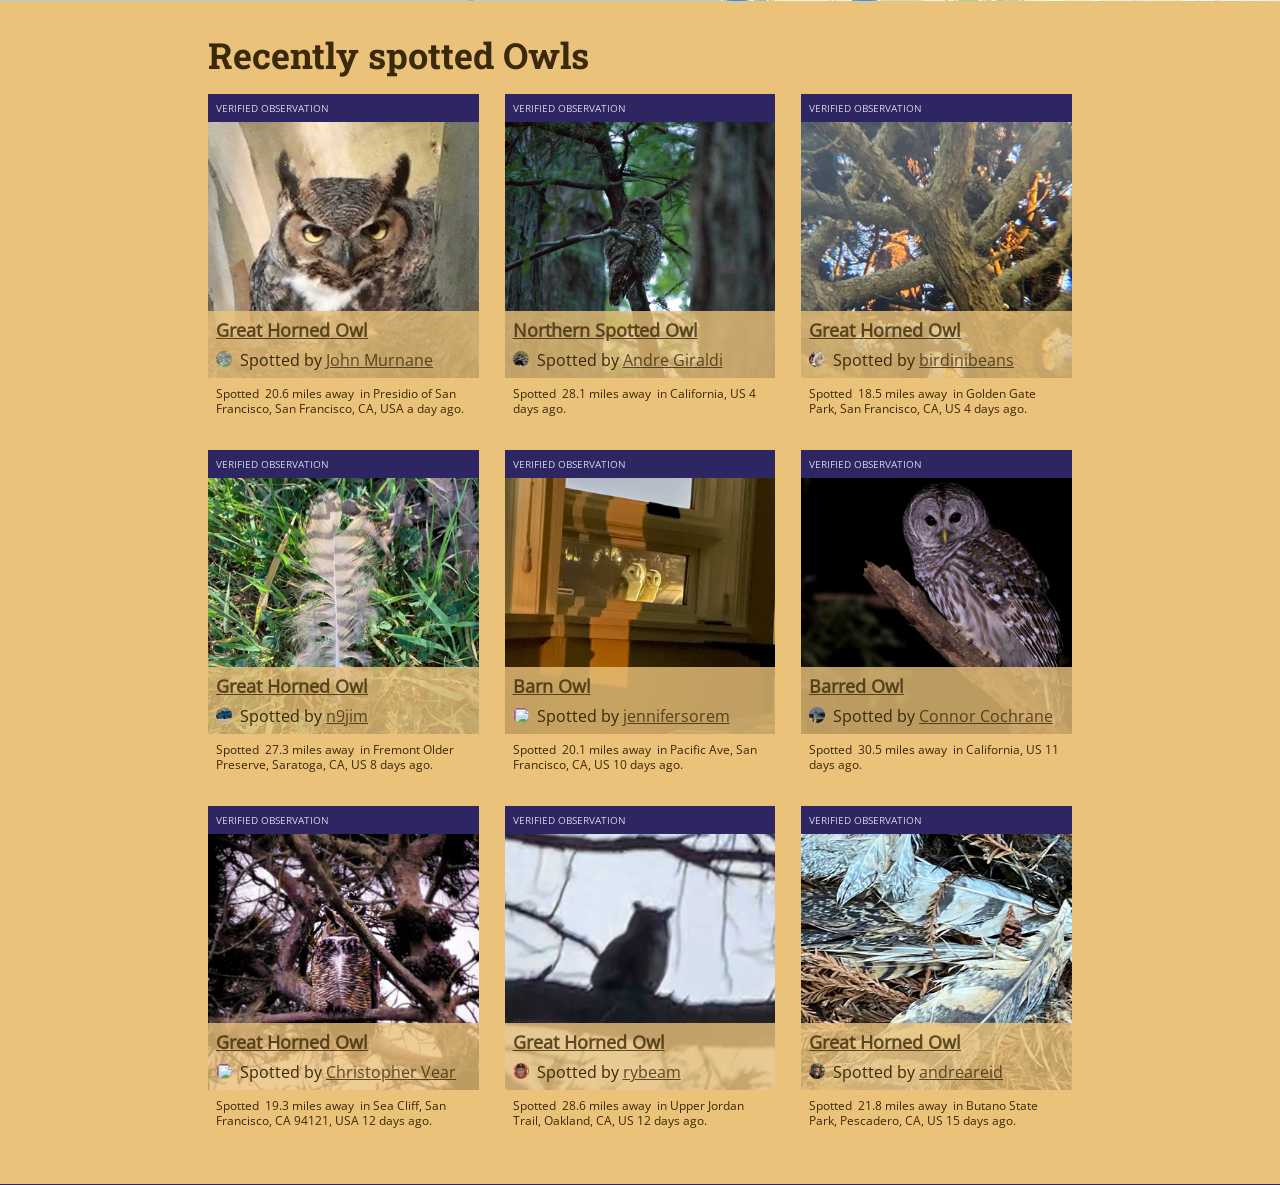 Recently spotted Owls
VERIFIED OBSERVATION
Great Horned Owl
Spotted by John Murnane
Spotted 20.6 miles away in Presidio of San
Francisco, San Francisco, CA, USA a day ago.
VERIFIED OBSERVATION
Northern Spotted Owl
Spotted by Andre Giraldi
Spotted 28.1 miles away in California, US 4
days ago.
VERIFIED OBSERVATION
Great Horned Owl
Spotted by birdinibeans
Spotted 18.5 miles away in Golden Gate
Park, San Francisco, CA, US 4 days ago.
VERIFIED OBSERVATION
Great Horned Owl
Spotted by n9jim
Spotted 27.3 miles away in Fremont Older
Preserve, Saratoga, CA, US 8 days ago.
VERIFIED OBSERVATION
Barn Owl
Spotted by jennifersorem
Spotted 20.1 miles away in Pacific Ave, San
Francisco, CA, US 10 days ago.
VERIFIED OBSERVATION
Barred Owl
Spotted by Connor Cochrane
Spotted 30.5 miles away in California, US 11
days ago.
VERIFIED OBSERVATION
Great Horned Owl
Spotted by Christopher Vear
Spotted 19.3 miles away in Sea Cliff, San
Francisco, CA 94121, USA 12 days ago.
VERIFIED OBSERVATION
Great Horned Owl
Spotted by rybeam
Spotted 28.6 miles away in Upper Jordan
Trail, Oakland, CA, US 12 days ago.
VERIFIED OBSERVATION
Great Horned Owl
Spotted by andreareid
Spotted 21.8 miles away in Butano State
Park, Pescadero, CA, US 15 days ago.